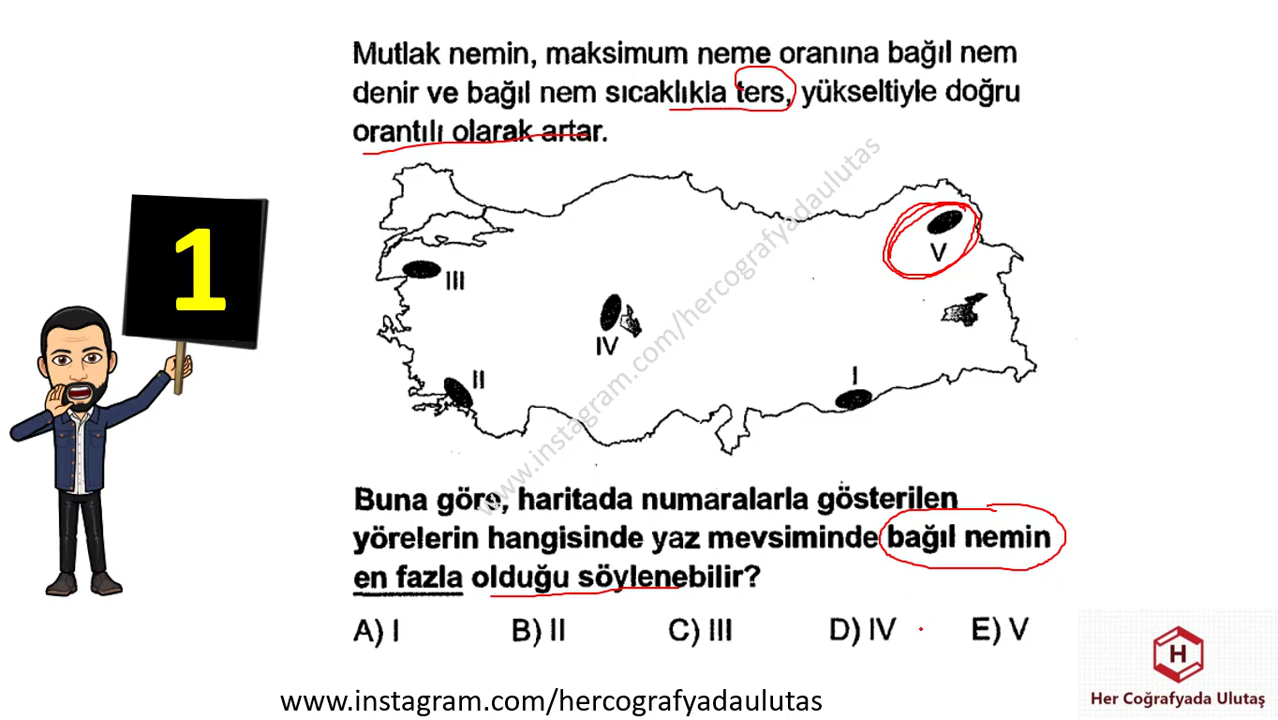 Mutlak nemin, maksimum neme oranına bağıl nem
denir ve bağıl nem sıcaklıkla ters, yükseltiyle doğru
orantılı olarak artar.
1
V
III
IV
II
I
www.instagram.com/hercografyadaulutas
Buna göre, haritada numaralarla gösterilen
yörelerin hangisinde yaz mevsiminde bağıl nemin
en fazla olduğu söylenebilir?
A) I B) II C) III D) IV E) V
H
Her Coğrafyada Ulutaş
www.instagram.com/hercografyadaulutas